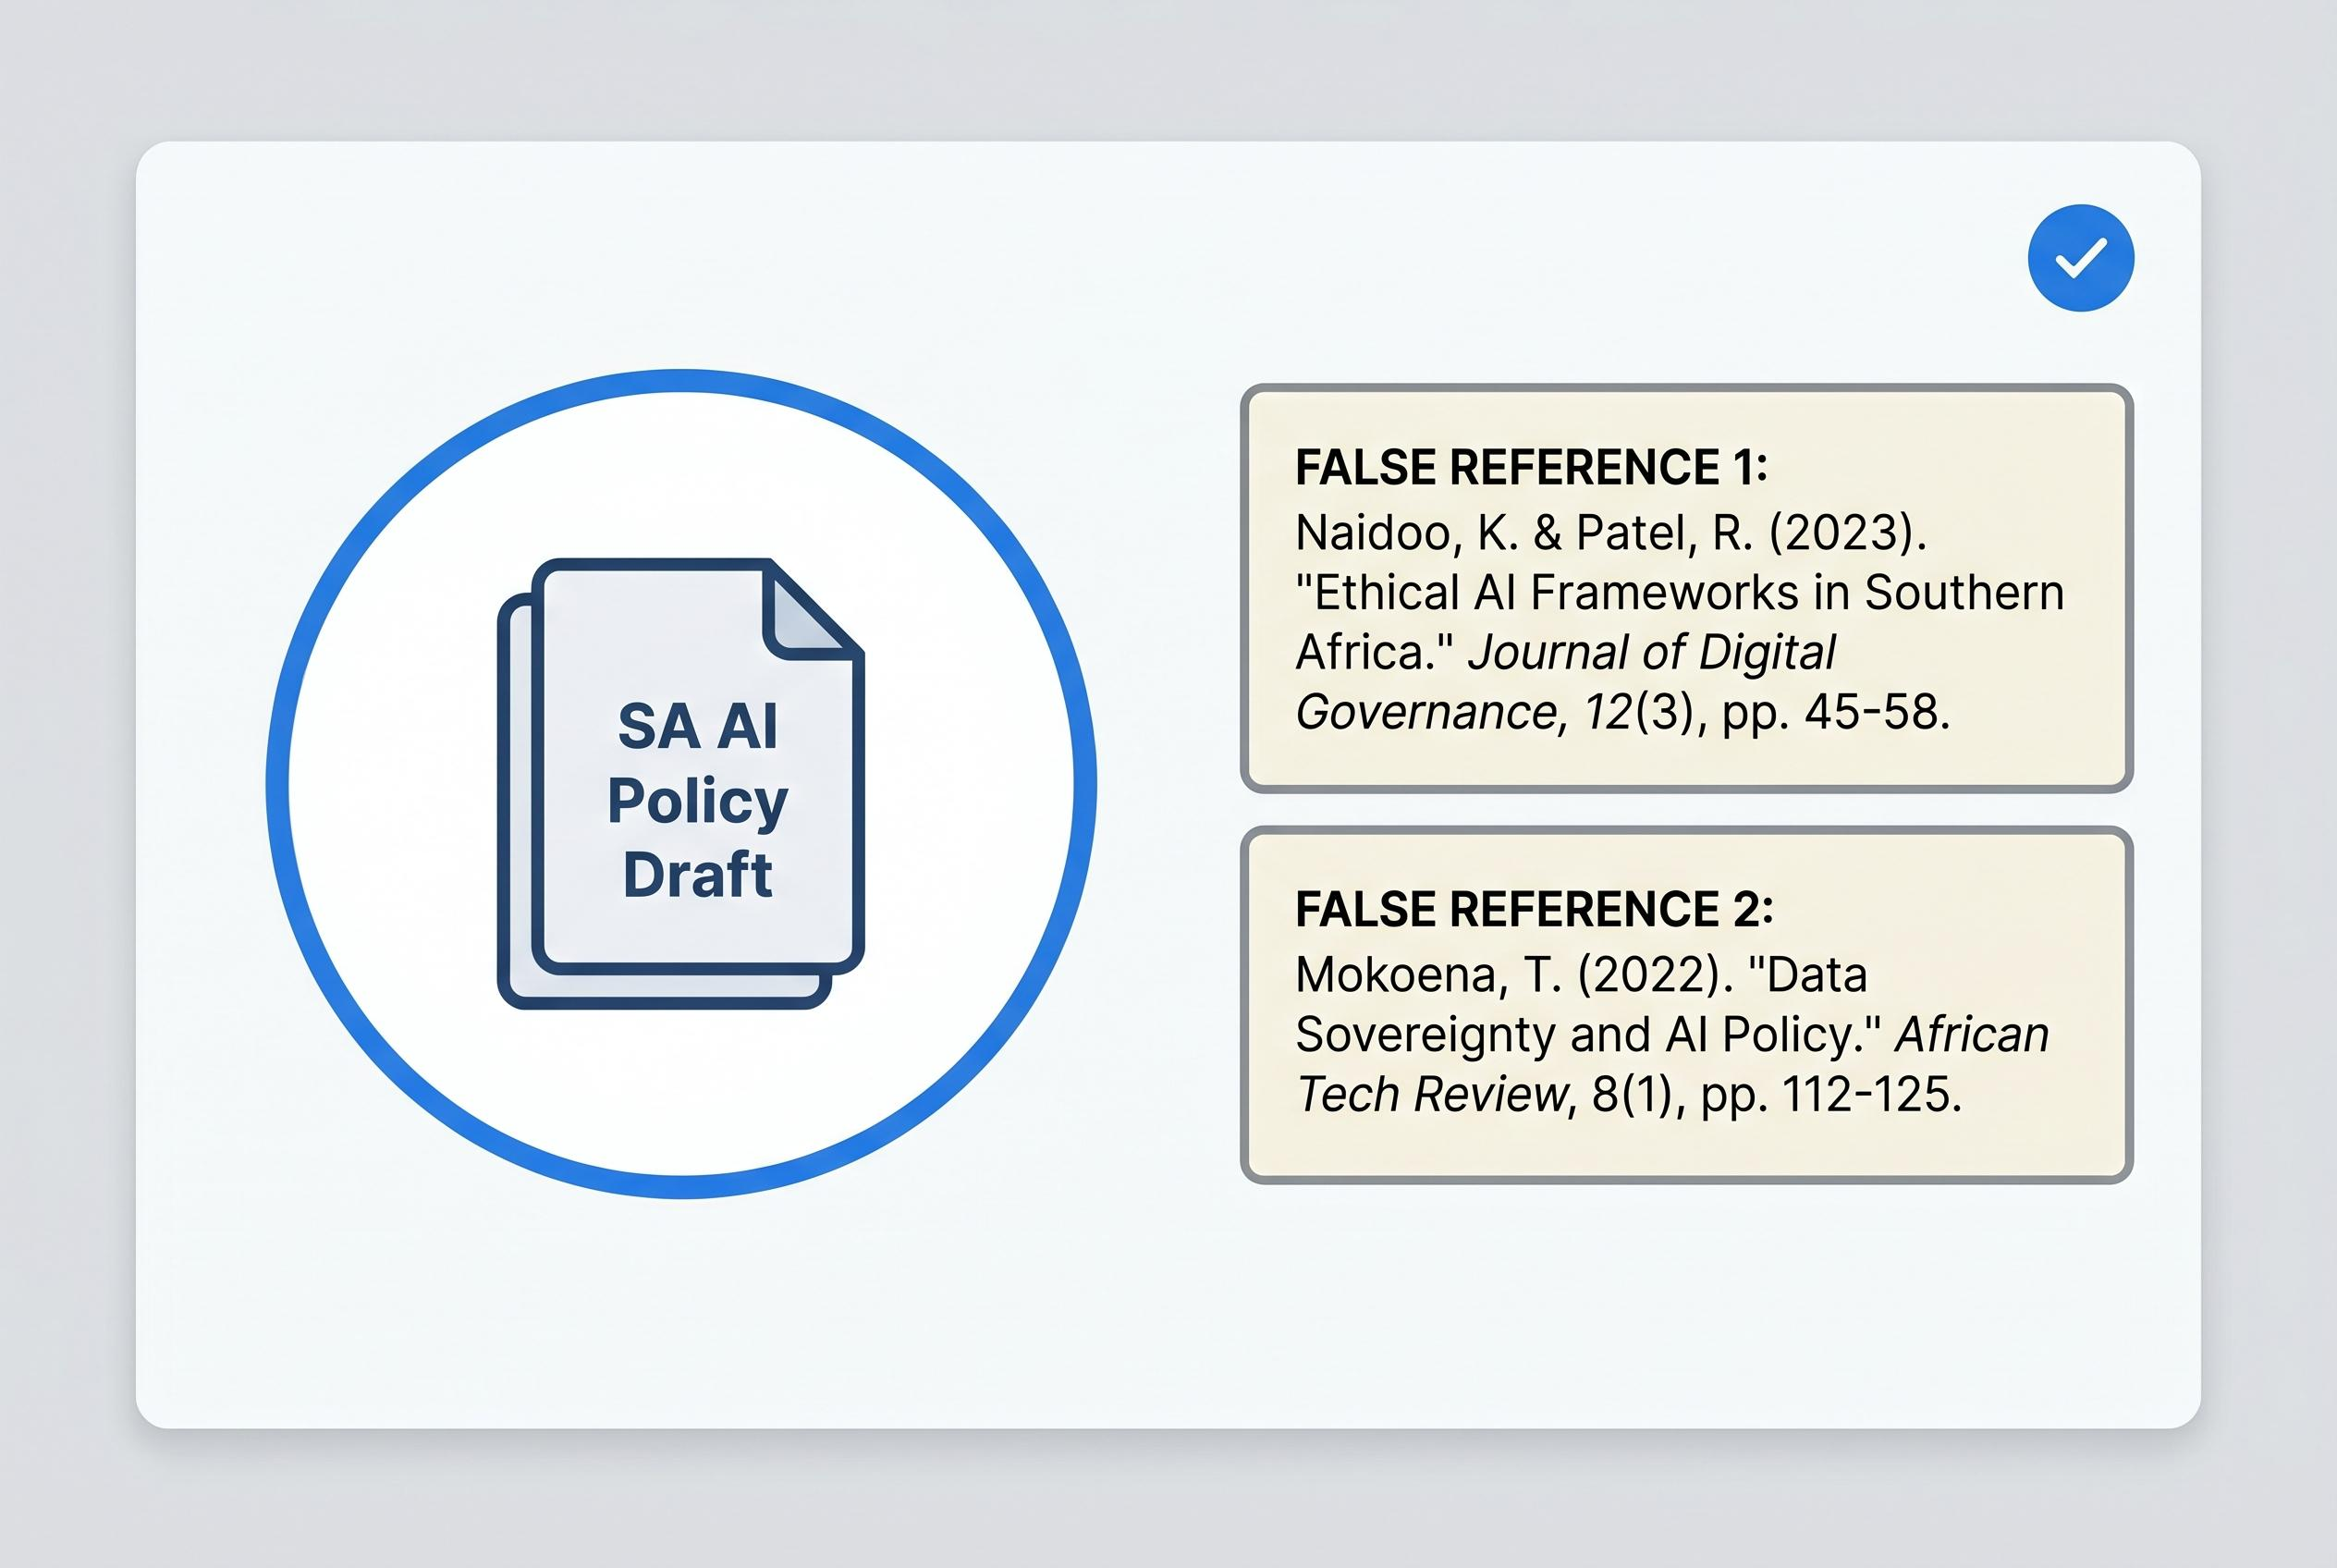 SA AI
Policy
Draft
FALSE REFERENCE 1:
Naidoo, K. & Patel, R. (2023).
"Ethical AI Frameworks in Southern
Africa." Journal of Digital
Governance, 12(3), pp. 45-58.
FALSE REFERENCE 2:
Mokoena, T. (2022). "Data
Sovereignty and AI Policy." African
Tech Review, 8(1), pp. 112-125.